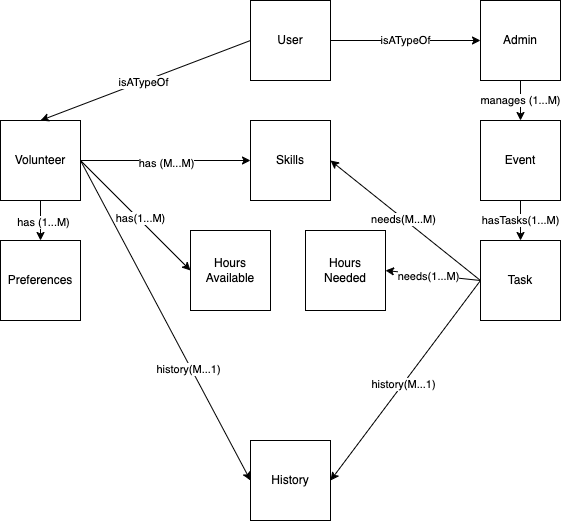 User
isATypeOf
Admin
isATypeOf
manages (1...M)
Volunteer
has (M...M)
Skills
Event
has (1...M)
has(1...M)
needs(M...M)
hasTasks(1...M)
Preferences
Hours
Available
Hours
Needed
needs(1...M)
Task
history(M...1)
history(M...1)
History